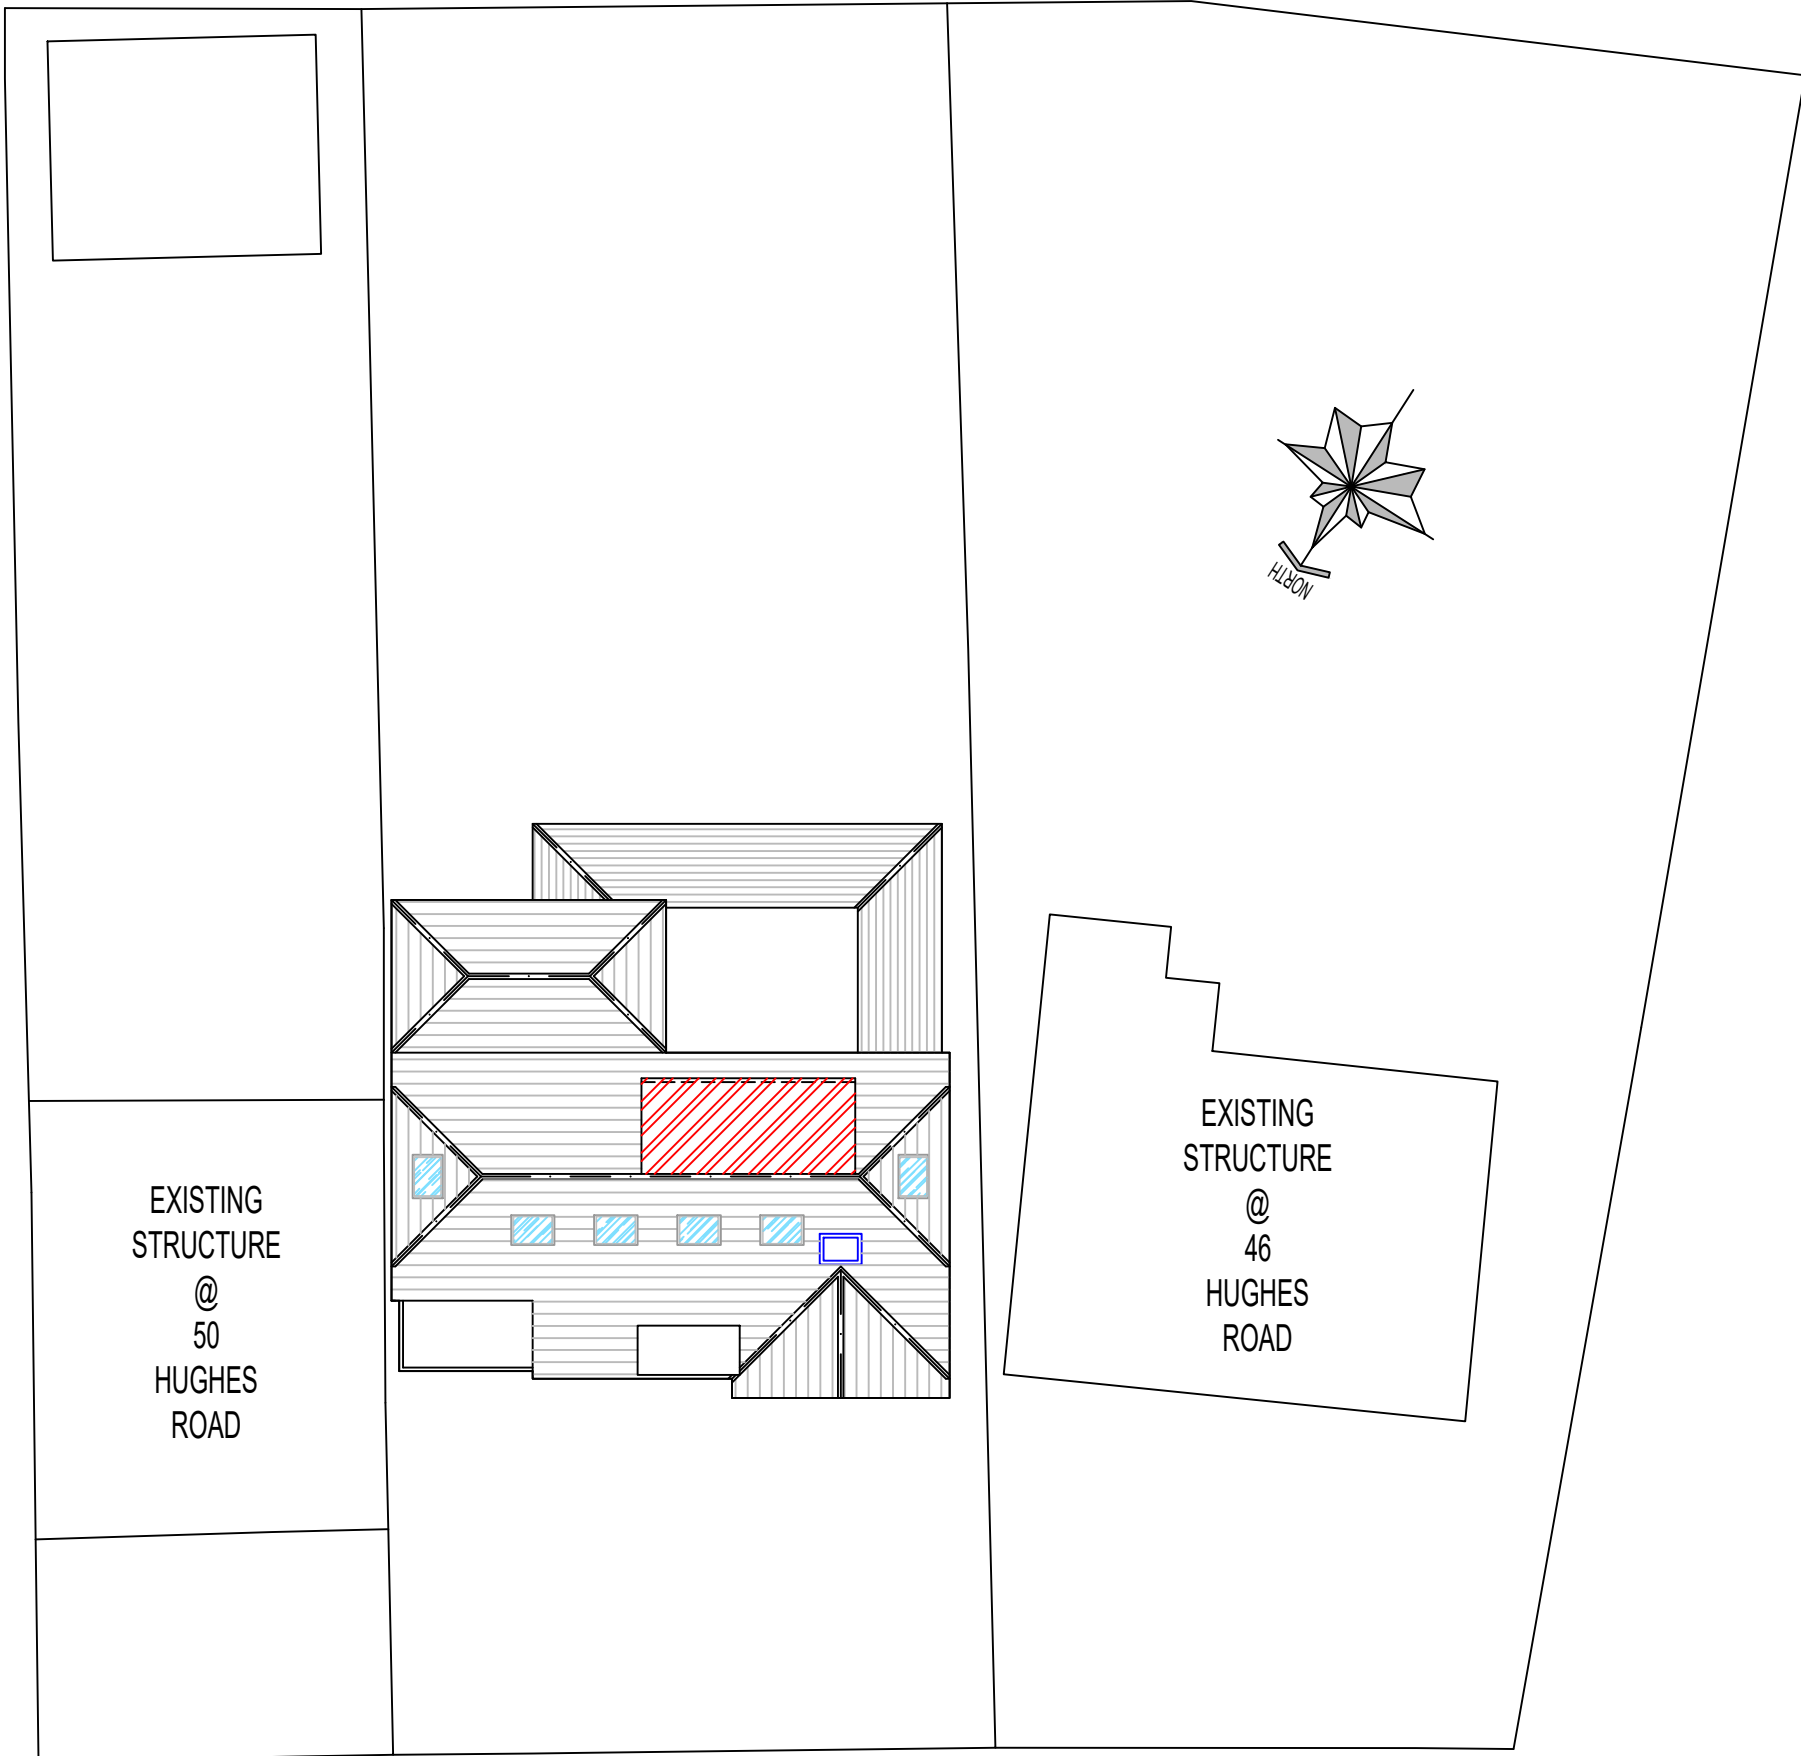 NORTH
EXISTING
STRUCTURE
@
46
HUGHES
ROAD
EXISTING
STRUCTURE
@
50
HUGHES
ROAD